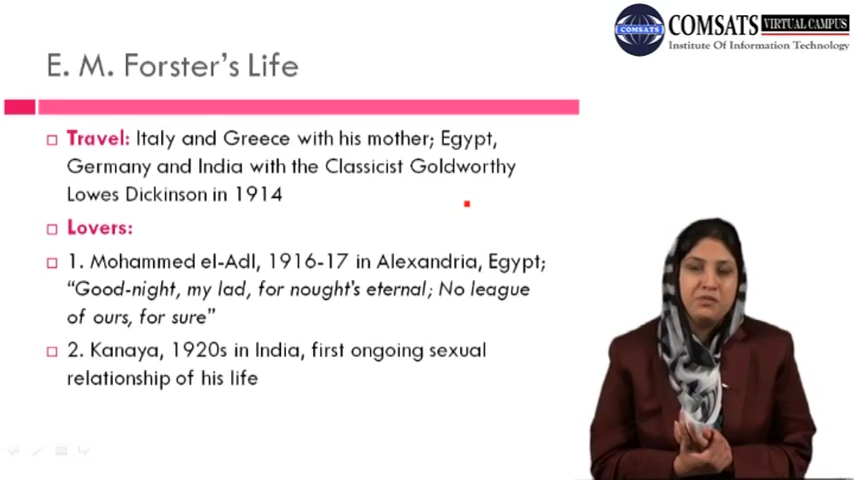 COMSATS VIRTUAL CAMPUS
COMSATS
Institute Of Information Technology
E. M. Forster's Life
Travel: Italy and Greece with his mother; Egypt,
Germany and India with the Classicist Goldworthy
Lowes Dickinson in 1914
Lovers:
1. Mohammed el-Adl, 1916-17 in Alexandria, Egypt;
“Good-night, my lad, for nought's eternal; No league
of ours, for sure”
2. Kanaya, 1920s in India, first ongoing sexual
relationship of his life